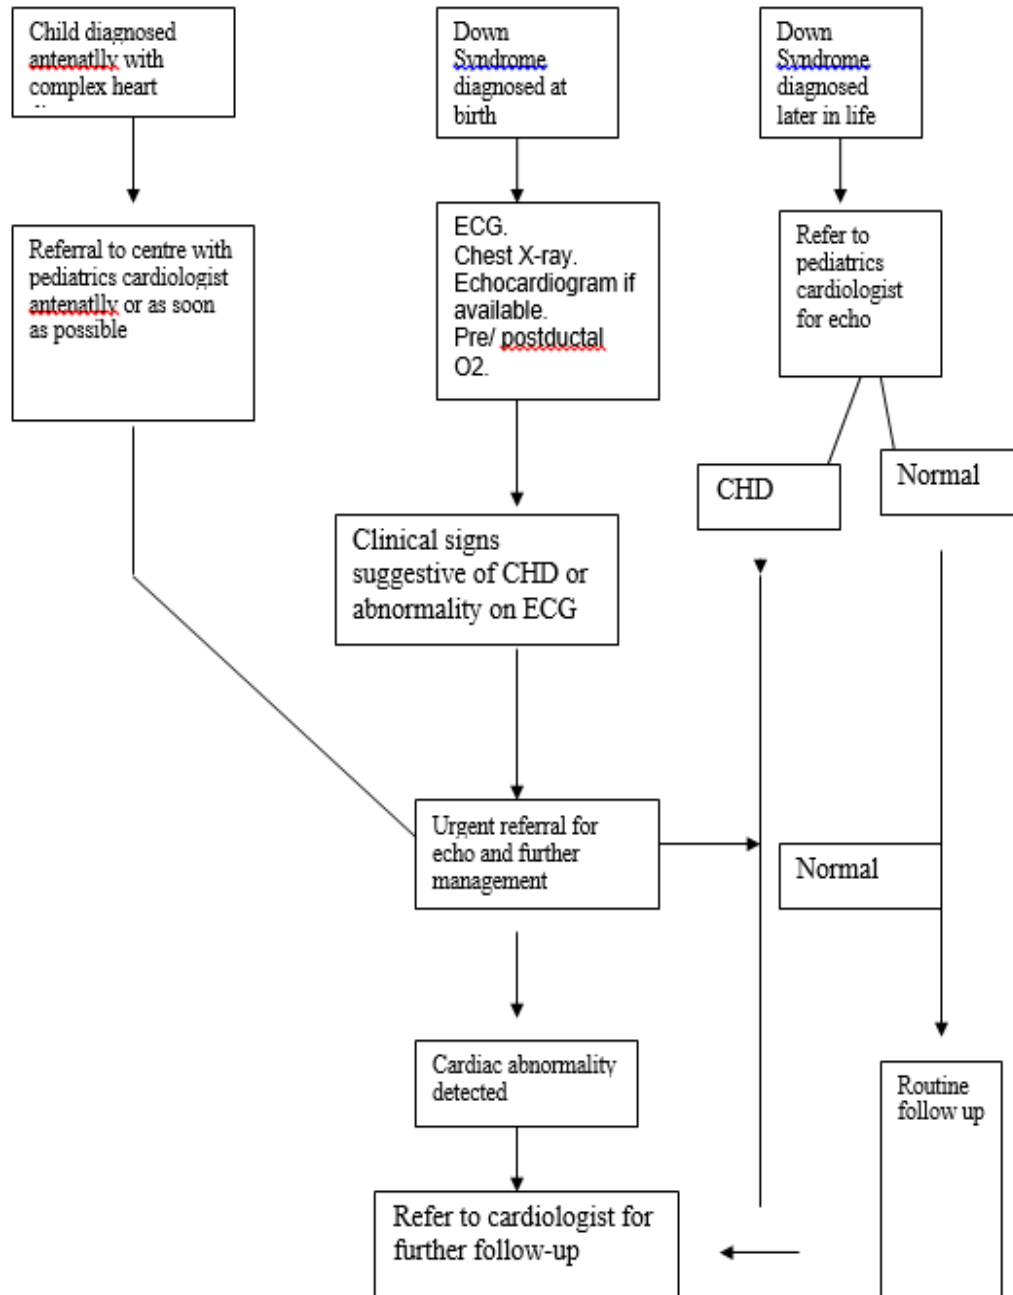 Child diagnosed
antenatlly with
complex heart
Down
Syndrome
diagnosed at
birth
Down
Syndrome
diagnosed
later in life
Referral to centre with
pediatrics cardiologist
antenatlly or as soon
as possible
ECG.
Chest X-ray.
Echocardiogram if
available.
Pre/ postductal
O2.
Refer to
pediatrics
cardiologist
for echo
CHD
Normal
Clinical signs
suggestive of CHD or
abnormality on ECG
Urgent referral for
echo and further
management
Normal
Cardiac abnormality
detected
Routine
follow up
Refer to cardiologist for
further follow-up